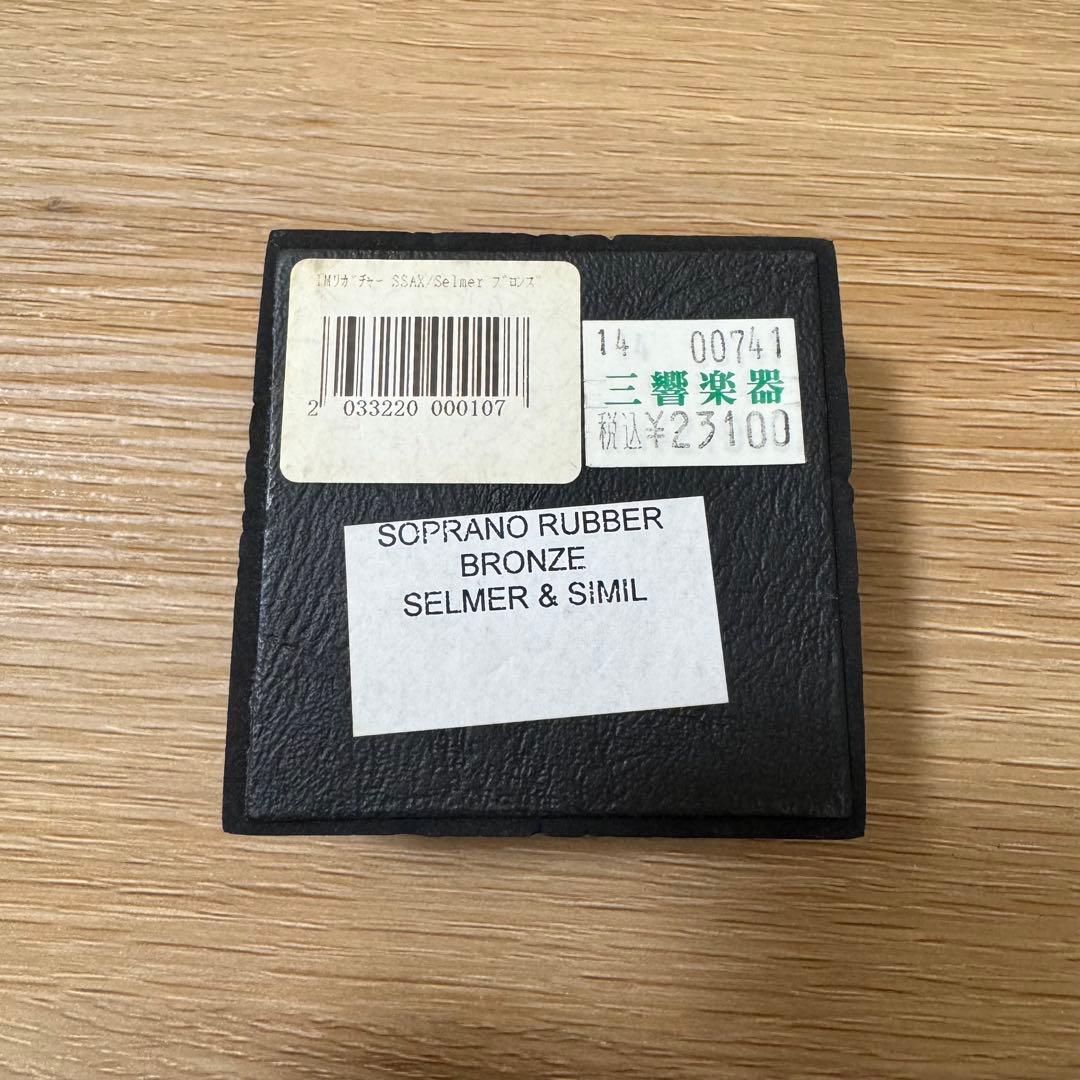 IMリガチャー SSAX/Selmer ブロンズ
2 033220 000107
14 00741
三響楽器
税込¥23100
SOPRANO RUBBER
BRONZE
SELMER & SIMIL